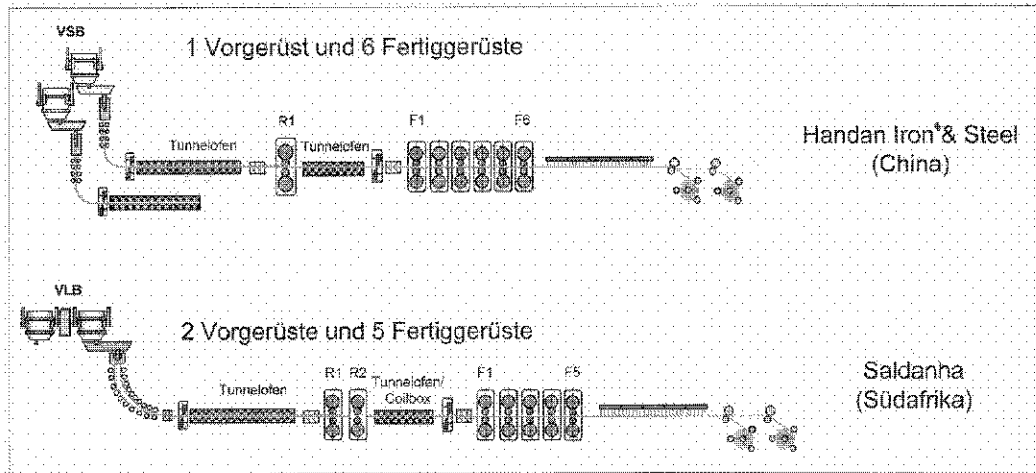 VSB
1 Vorgerüst und 6 Fertiggerüste
R1
F1
F6
Tunnelofen
Tunnelofen
Handan Iron & Steel
(China)
VLB
2 Vorgerüste und 5 Fertiggerüste
R1
R2
Tunnelofen/
Coilbox
F1
F5
Tunnelofen
Saldanha
(Südafrika)